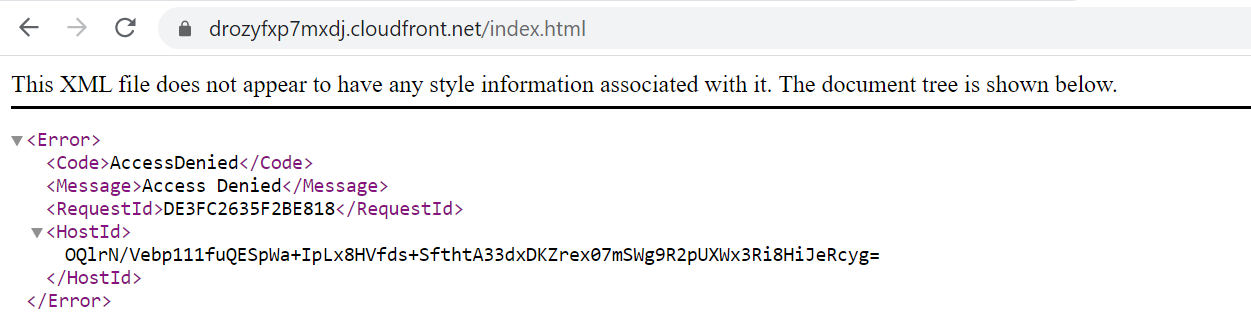 drozyfxp7mxdj.cloudfront.net/index.html
This XML file does not appear to have any style information associated with it. The document tree is shown below.
<Error>
<Code>AccessDenied</Code>
<Message>Access Denied</Message>
<RequestId>DE3FC2635F2BE818</RequestId>
<HostId>
OQlrN/Vebp111fuQESpWa+IpLx8HVfds+SfthtA33dxDKZrex07mSWg9R2pUXWx3Ri8HiJeRcyg=
</HostId>
</Error>